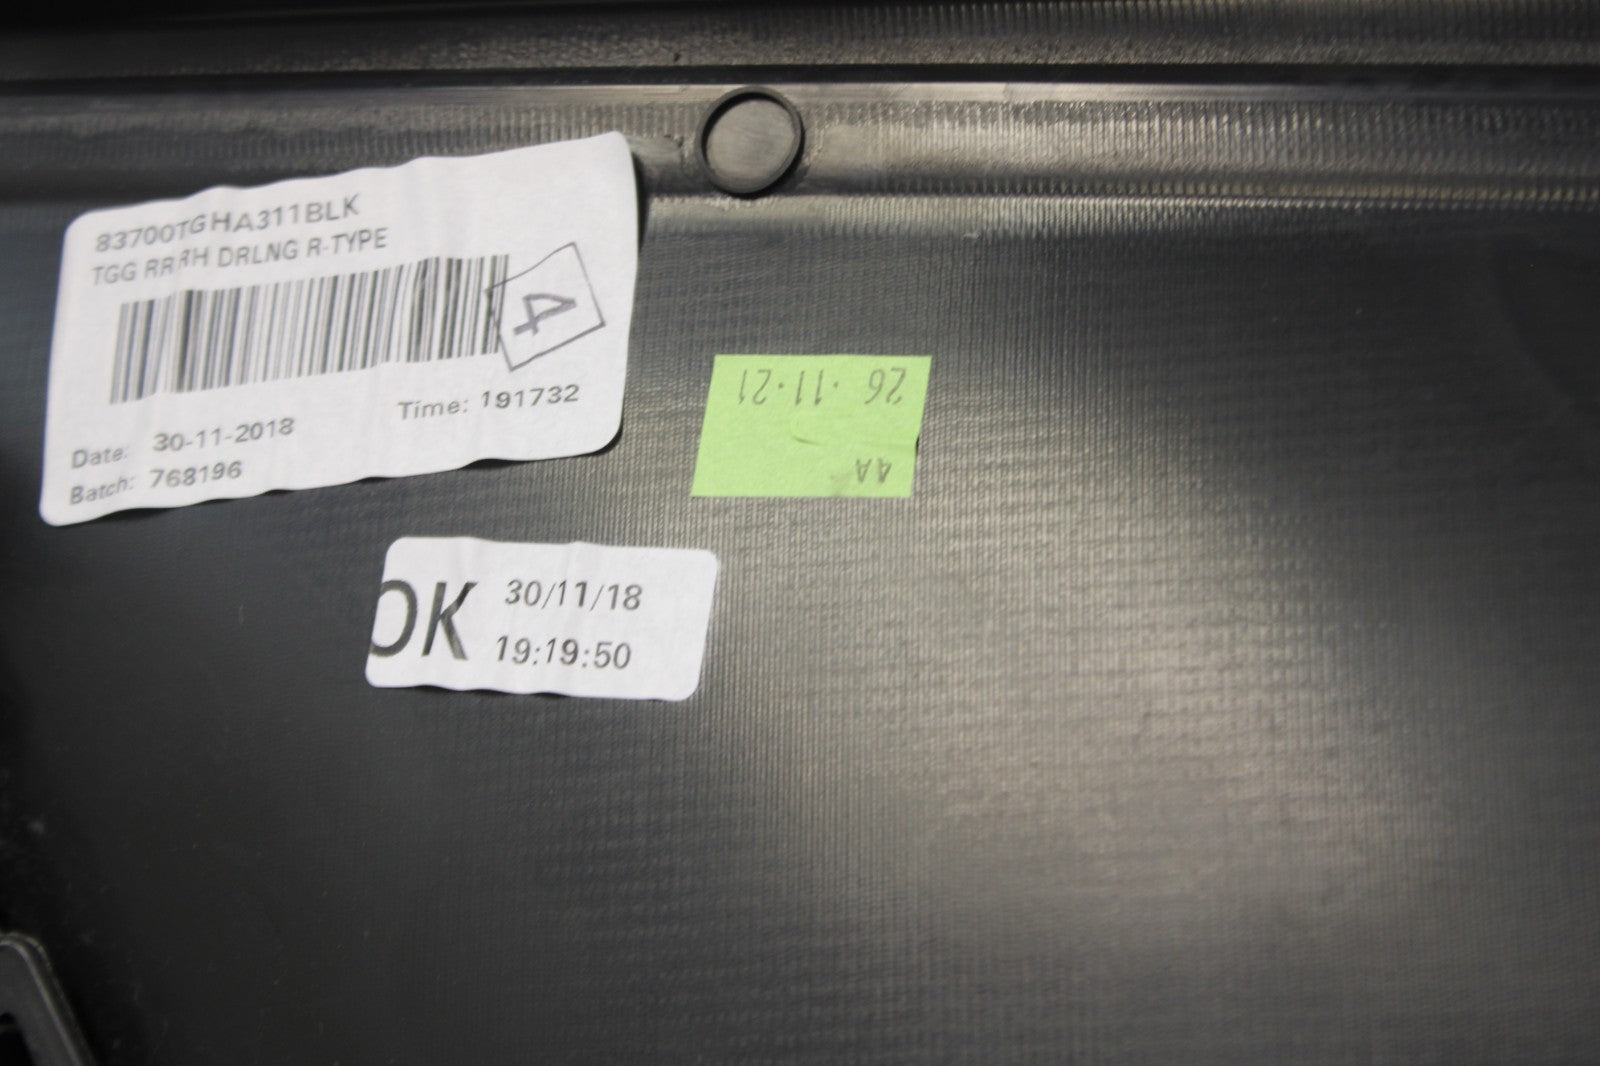 83700TGHA311BLK
TGG RRRH DRLNG R-TYPE
4
Date: 30-11-2018
Time: 191732
Batch: 768196
26·11·21
4A
OK
30/11/18
19:19:50